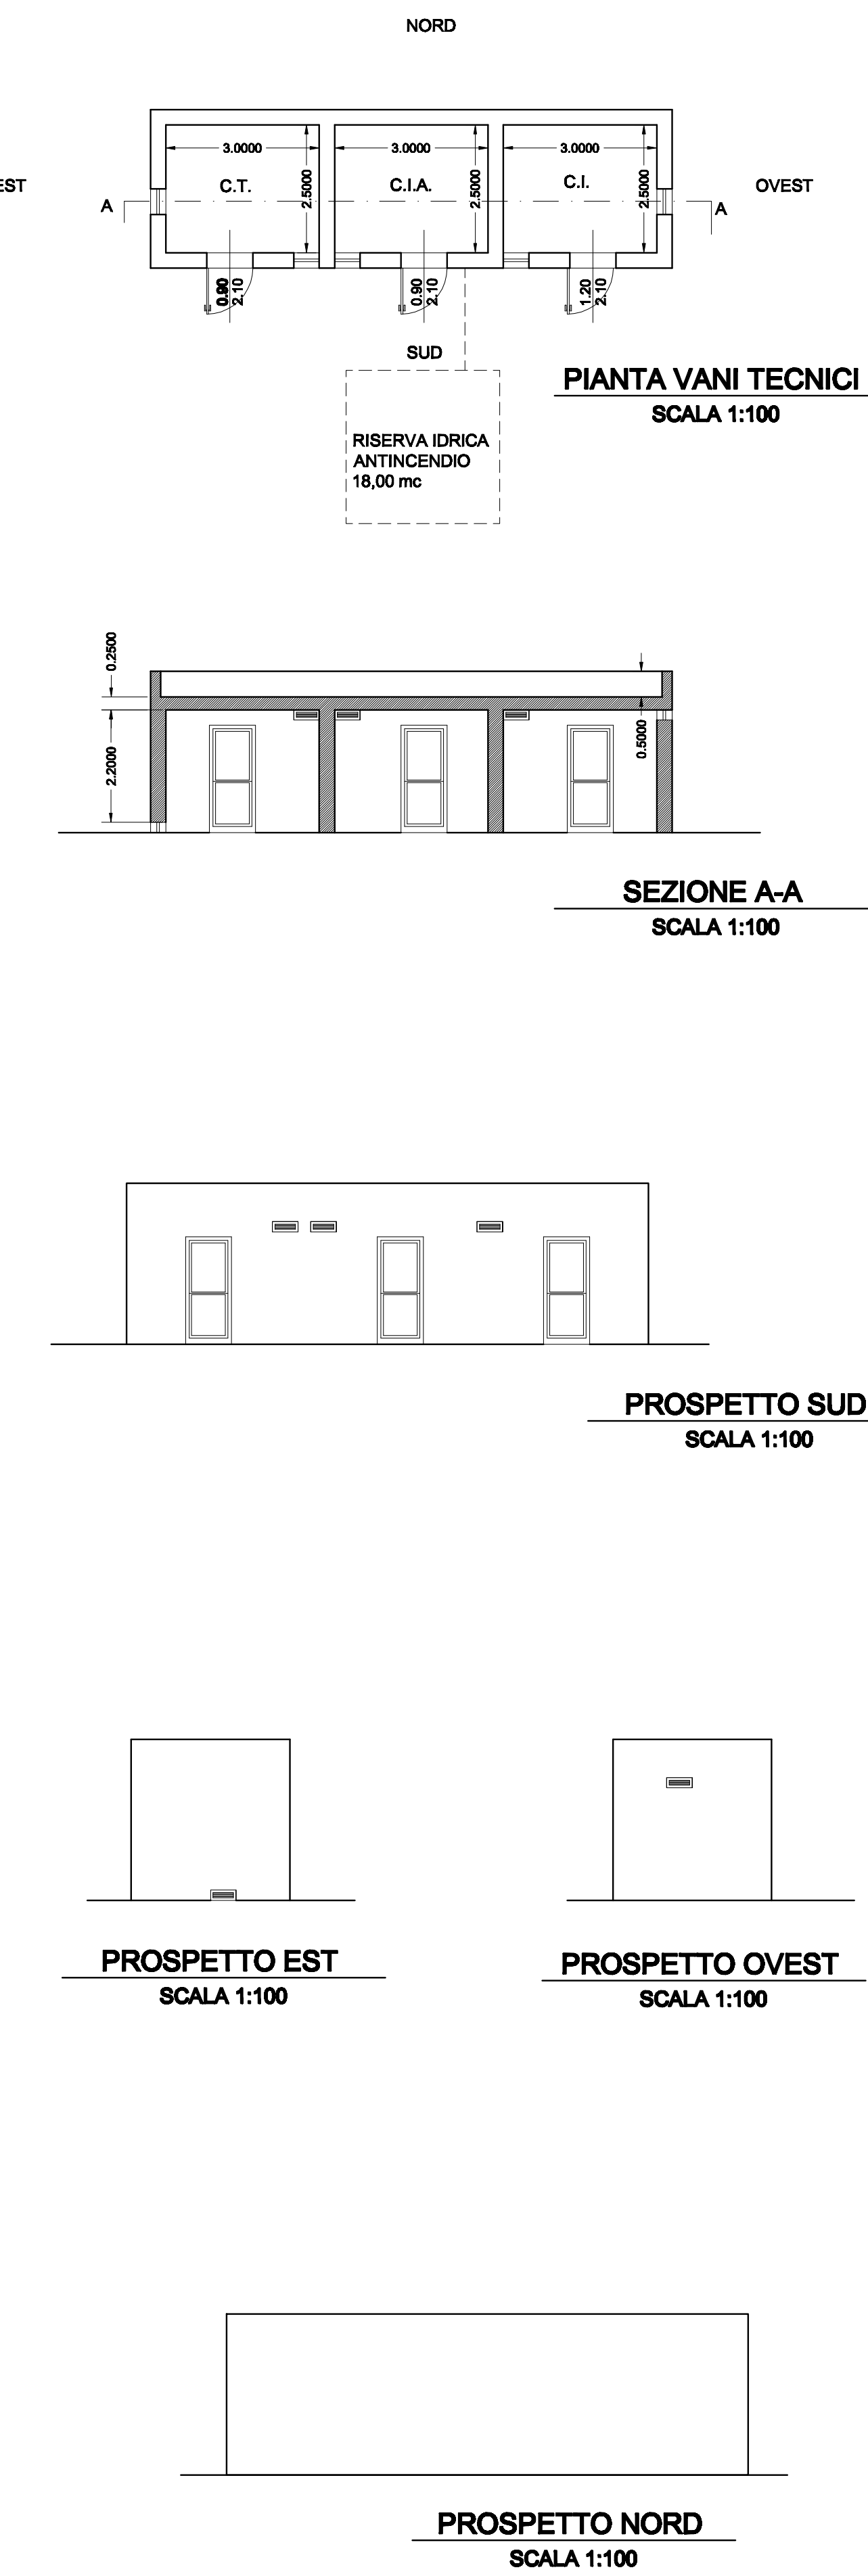 NORD
3.0000
3.0000
3.0000
EST
C.T.
C.I.A.
C.I.
OVEST
2.5000
2.5000
2.5000
A
A
0.90
2.10
0.90
2.10
1.20
2.10
SUD
PIANTA VANI TECNICI
SCALA 1:100
RISERVA IDRICA
ANTINCENDIO
18,00 mc
0.2500
2.2000
0.5000
SEZIONE A-A
SCALA 1:100
PROSPETTO SUD
SCALA 1:100
PROSPETTO EST
SCALA 1:100
PROSPETTO OVEST
SCALA 1:100
PROSPETTO NORD
SCALA 1:100